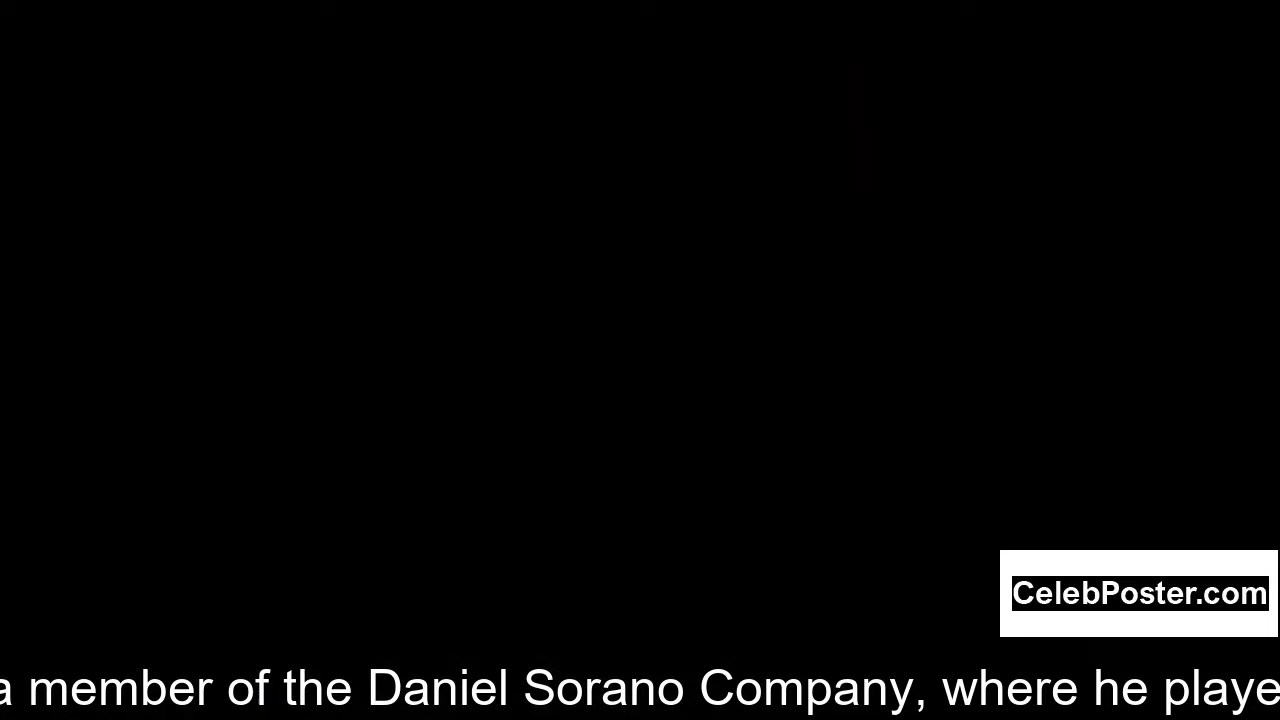 CelebPoster.com
a member of the Daniel Sorano Company, where he playe